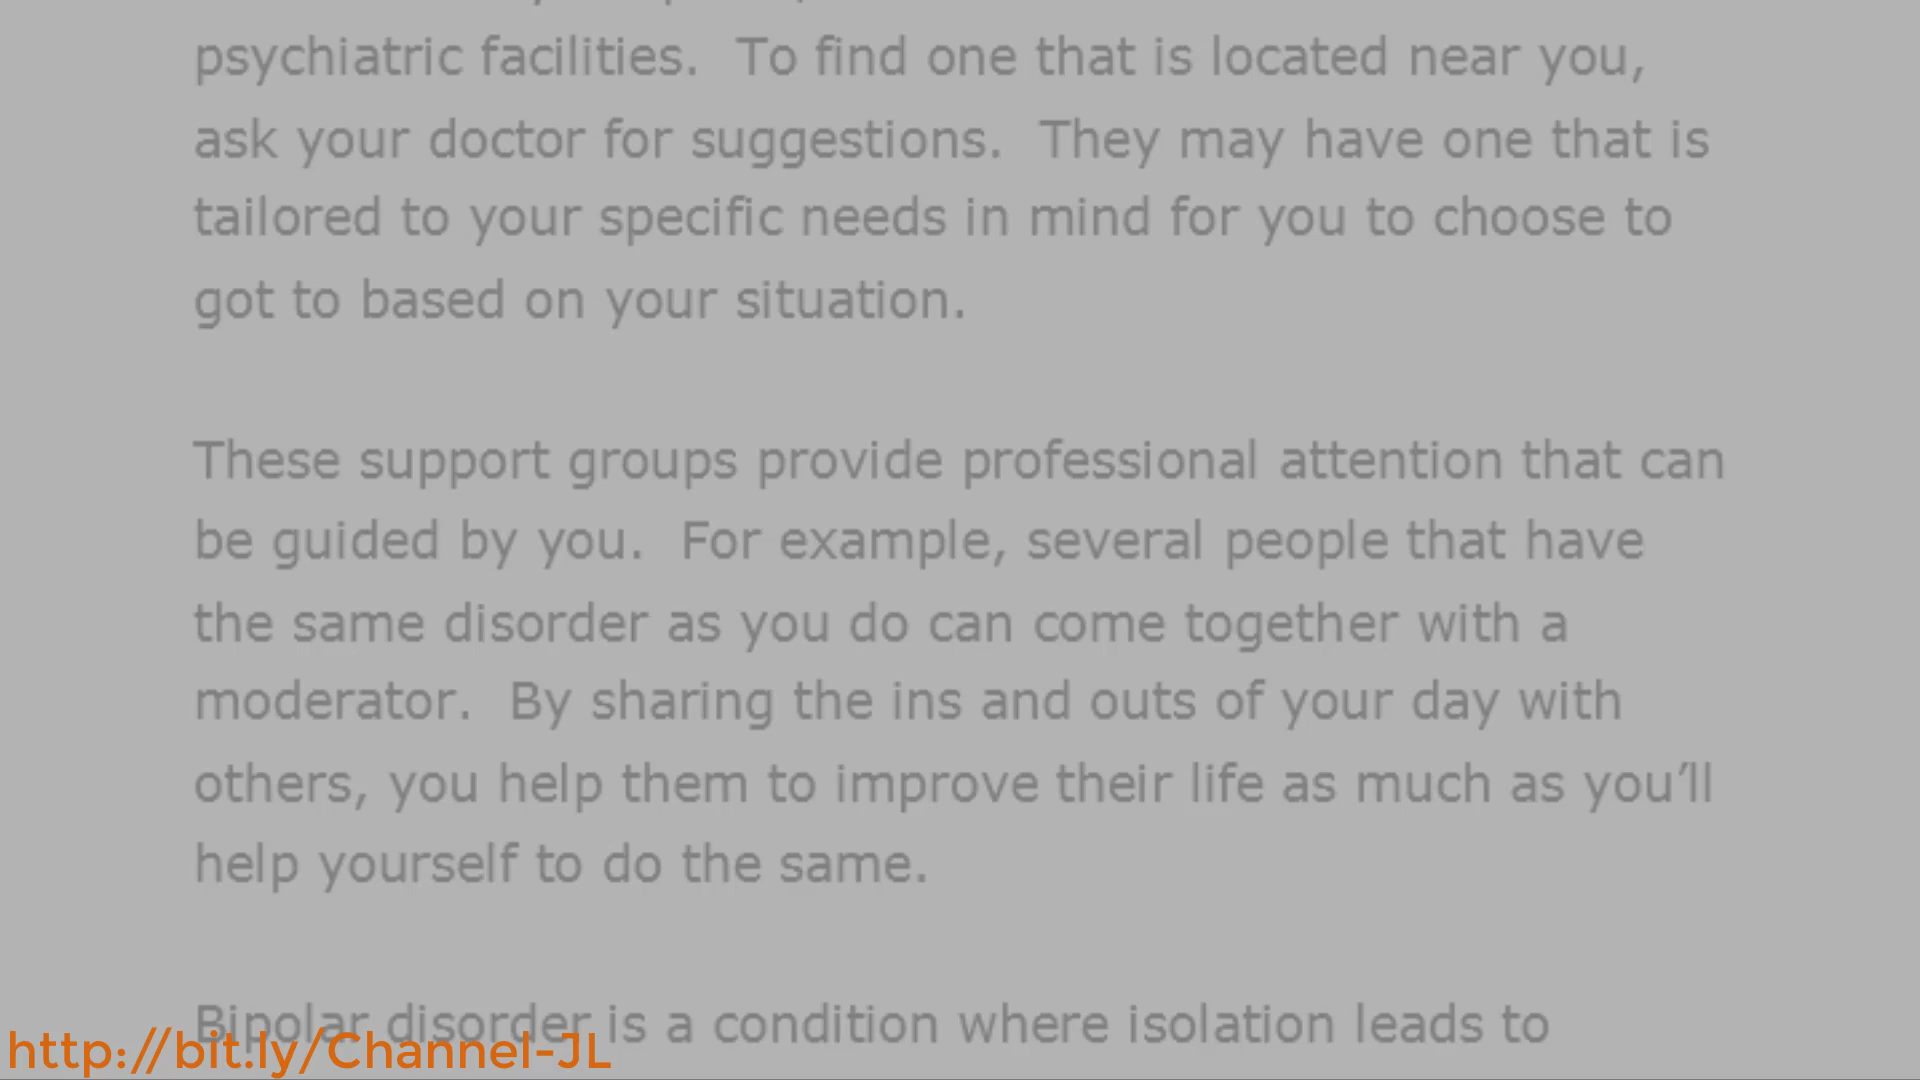 psychiatric facilities.  To find one that is located near you,
ask your doctor for suggestions.  They may have one that is
tailored to your specific needs in mind for you to choose to
got to based on your situation.
These support groups provide professional attention that can
be guided by you.  For example, several people that have
the same disorder as you do can come together with a
moderator.  By sharing the ins and outs of your day with
others, you help them to improve their life as much as you’ll
help yourself to do the same.
Bipolar disorder is a condition where isolation leads to
http://bit.ly/Channel-JL